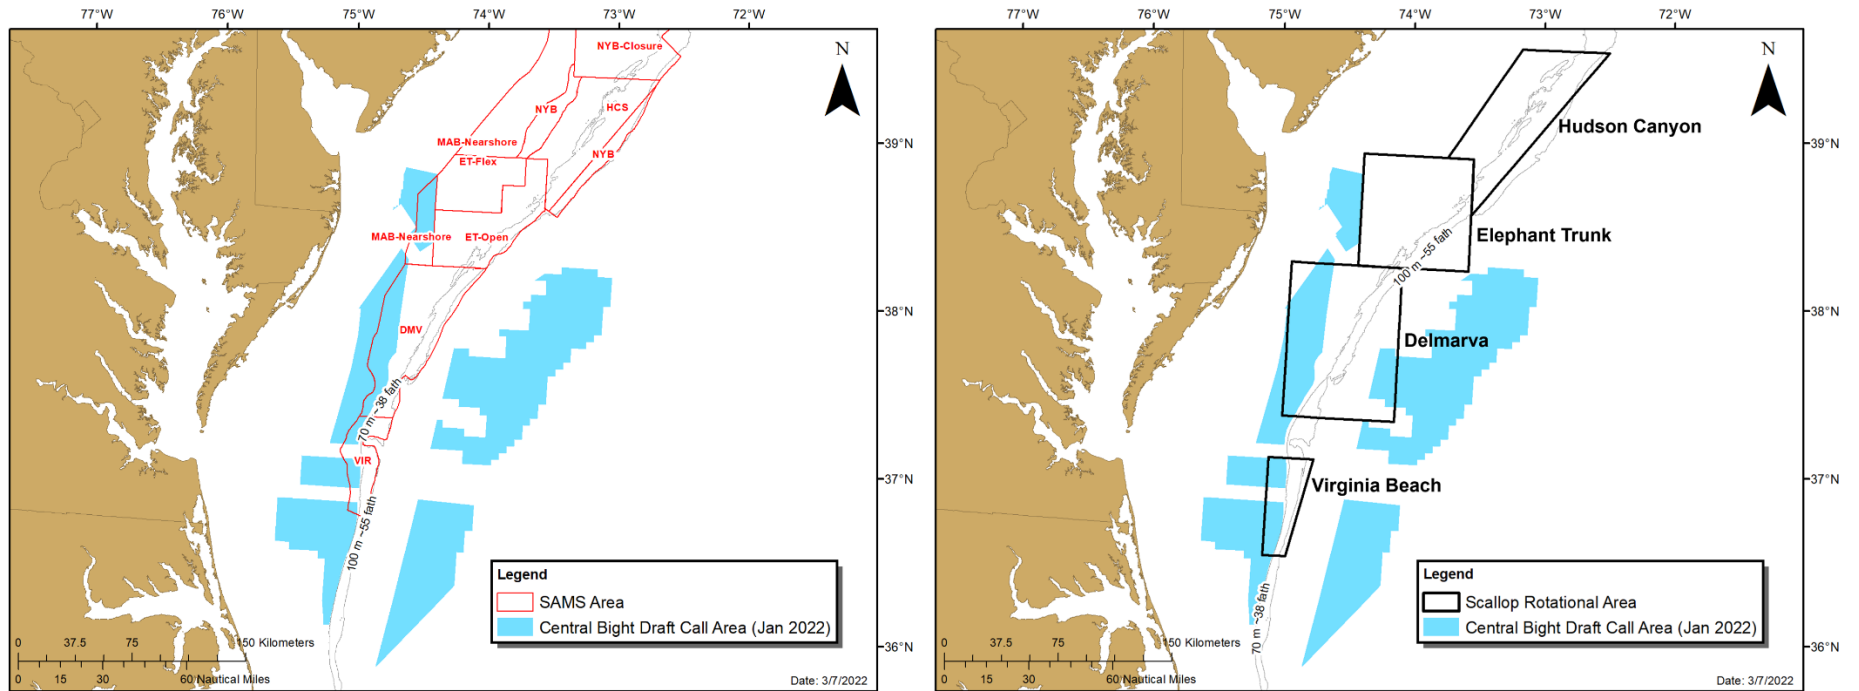 77°W 76°W 75°W 74°W 73°W 72°W
N
NYB-Closure
NYB
HCS
39°N
MAB-Nearshore
NYB
ET-Flex
MAB-Nearshore
ET-Open
38°N
DMV
70 m ~38 fath
VIR
37°N
100 m ~55 fath
Legend
SAMS Area
Central Bight Draft Call Area (Jan 2022)
0 37.5 75 150 Kilometers
36°N
0 15 30 60 Nautical Miles
Date: 3/7/2022
77°W 76°W 75°W 74°W 73°W 72°W
N
Hudson Canyon
39°N
Elephant Trunk
100 m ~55 fath
38°N
Delmarva
Virginia Beach
37°N
70 m ~38 fath
Legend
Scallop Rotational Area
Central Bight Draft Call Area (Jan 2022)
0 37.5 75 150 Kilometers
36°N
0 15 30 60 Nautical Miles
Date: 3/7/2022